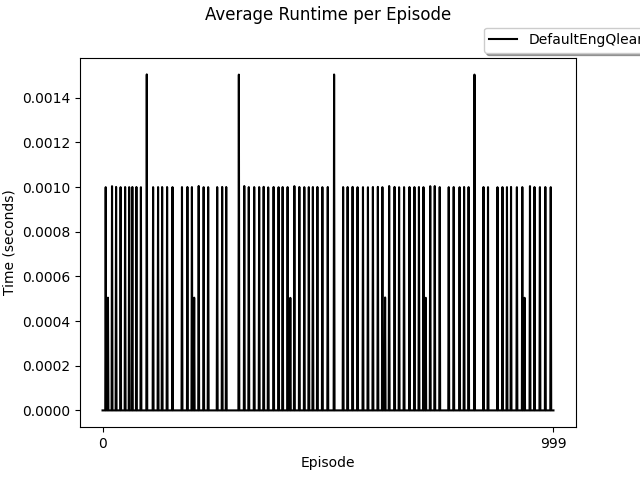 Average Runtime per Episode
DefaultEngQlear
0.0014
0.0012
0.0010
0.0008
0.0006
0.0004
0.0002
0.0000
Time (seconds)
0
999
Episode